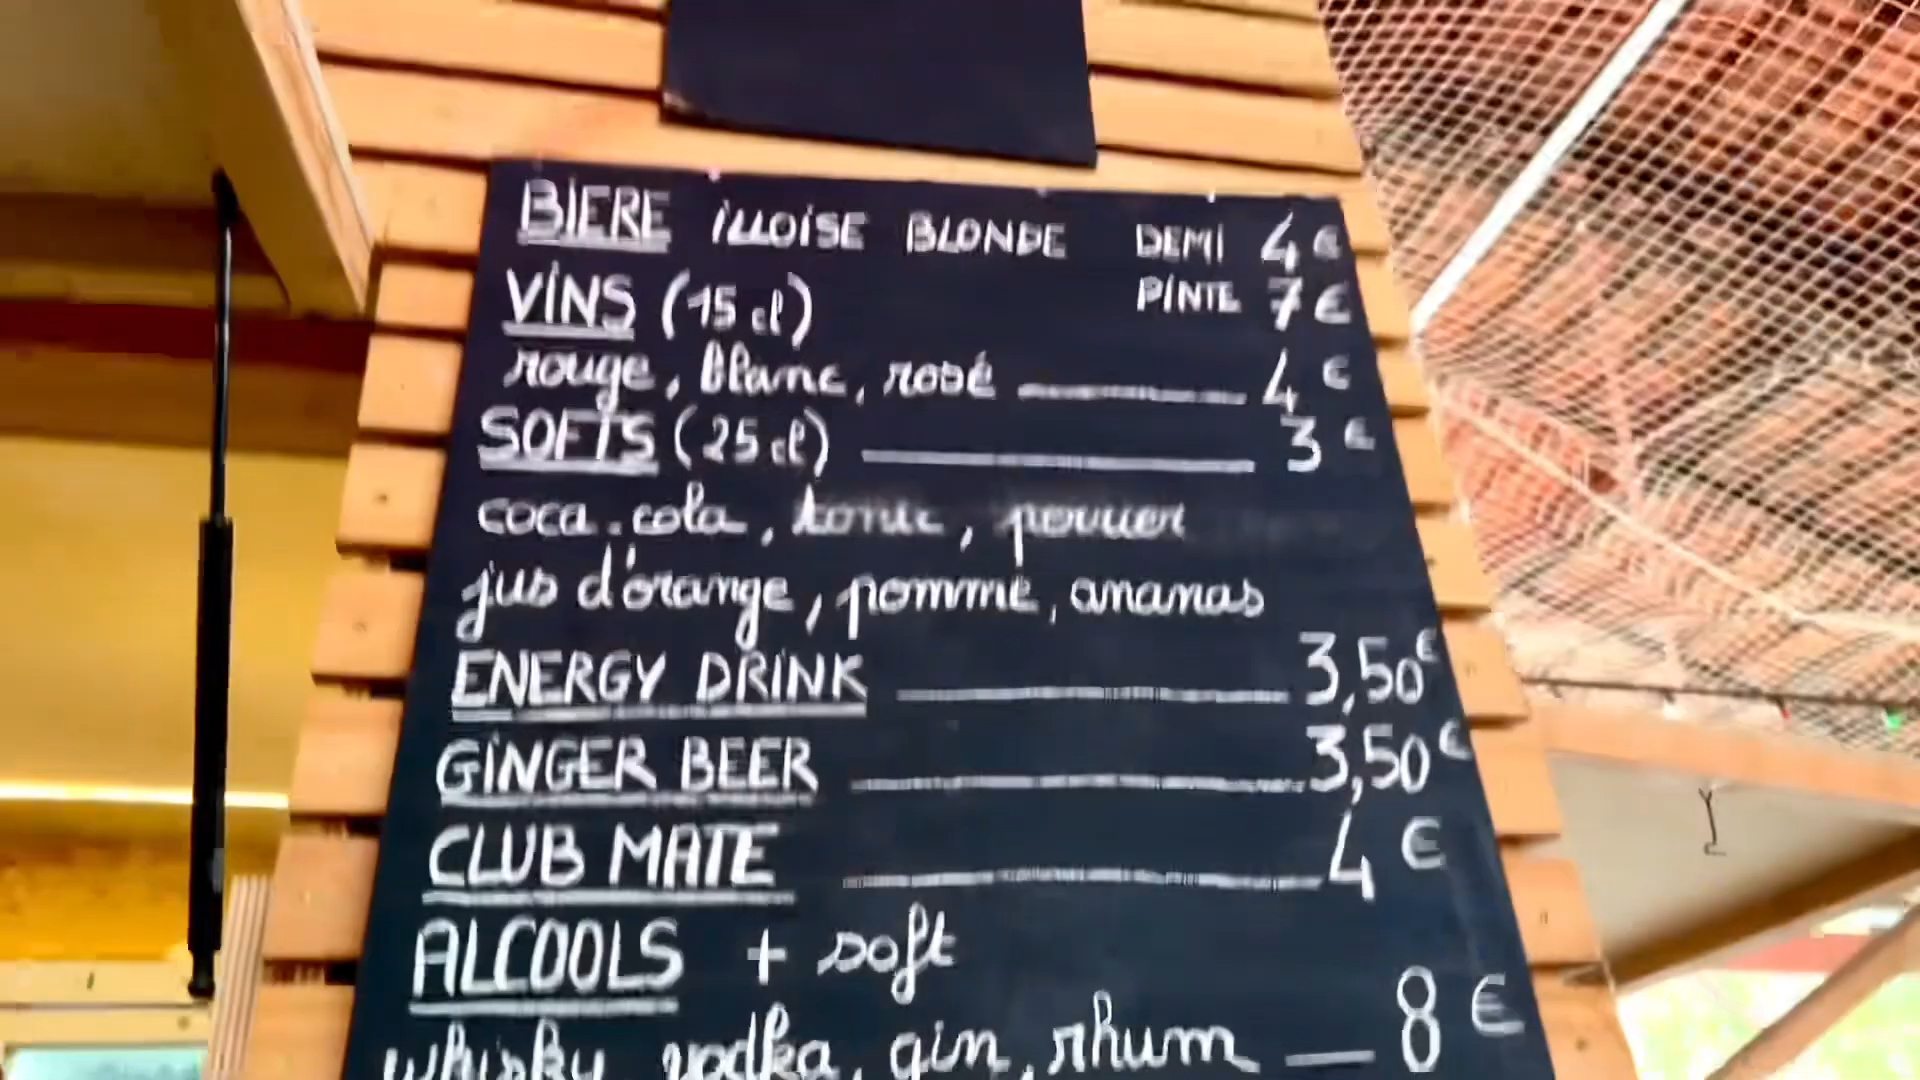 BIERE ILLOISE BLONDE DEMI 4€
PINTE 7€
VINS (15 cl)
rouge, blanc, rosé 4€
SOFTS (25 cl) 3€
coca.cola, tonic, perrier
jus d'orange, pomme, ananas
ENERGY DRINK 3,50€
GINGER BEER 3,50€
CLUB MATE 4€
ALCOOLS + soft
whisky, vodka, gin, rhum 8€